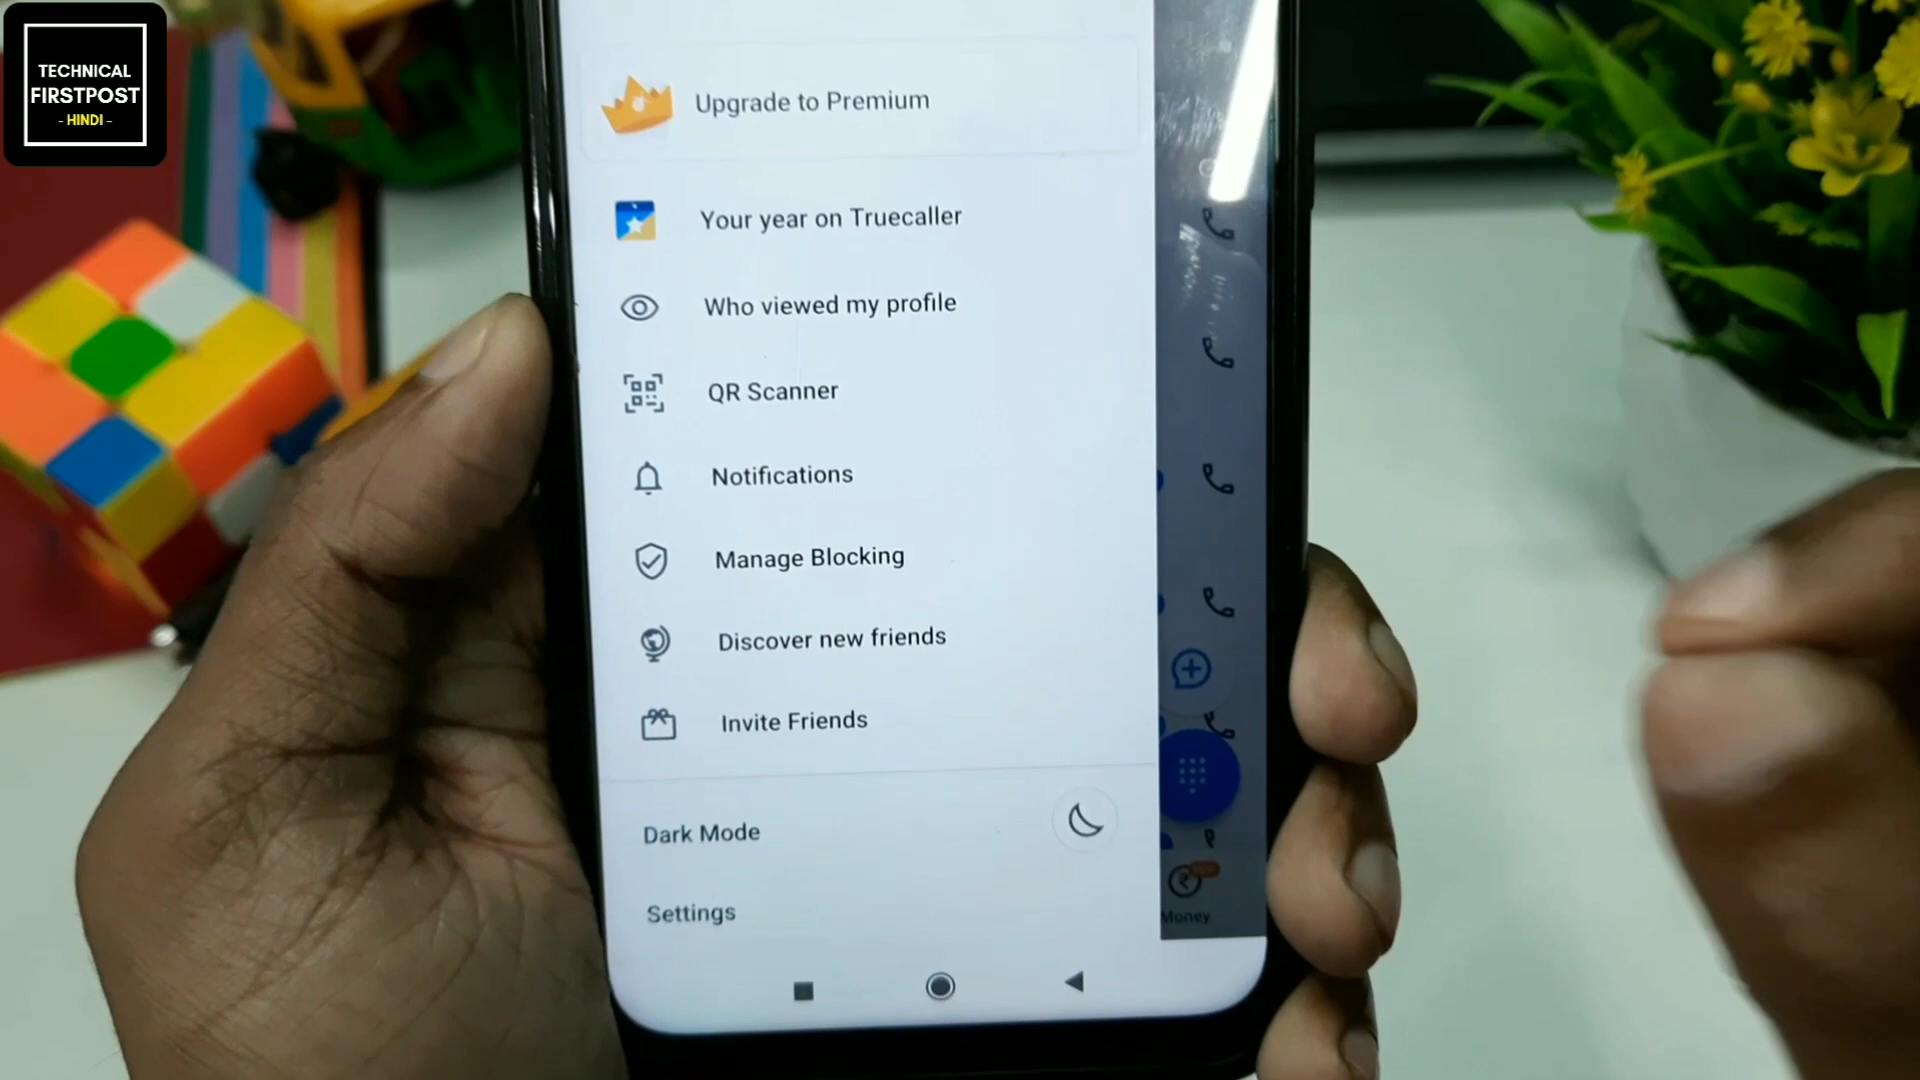 TECHNICAL
FIRSTPOST
- HINDI -
Upgrade to Premium
Your year on Truecaller
Who viewed my profile
QR Scanner
Notifications
Manage Blocking
Discover new friends
Invite Friends
Dark Mode
Settings
Money